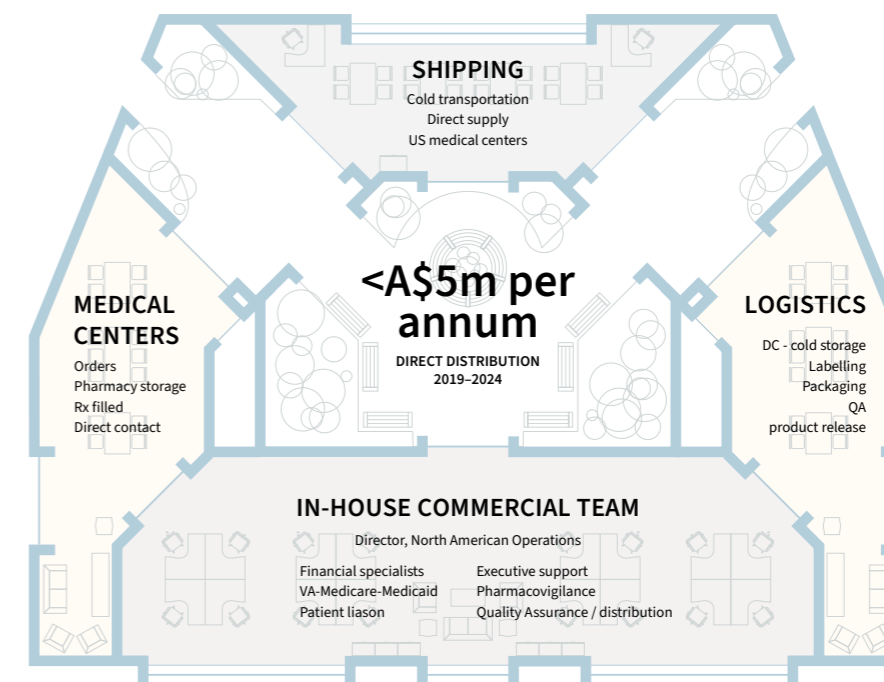 SHIPPING
Cold transportation
Direct supply
US medical centers
<A$5m per
annum
DIRECT DISTRIBUTION
2019–2024
MEDICAL
CENTERS
Orders
Pharmacy storage
Rx filled
Direct contact
LOGISTICS
DC - cold storage
Labelling
Packaging
QA
product release
IN-HOUSE COMMERCIAL TEAM
Director, North American Operations
Financial specialists
VA-Medicare-Medicaid
Patient liason
Executive support
Pharmacovigilance
Quality Assurance / distribution